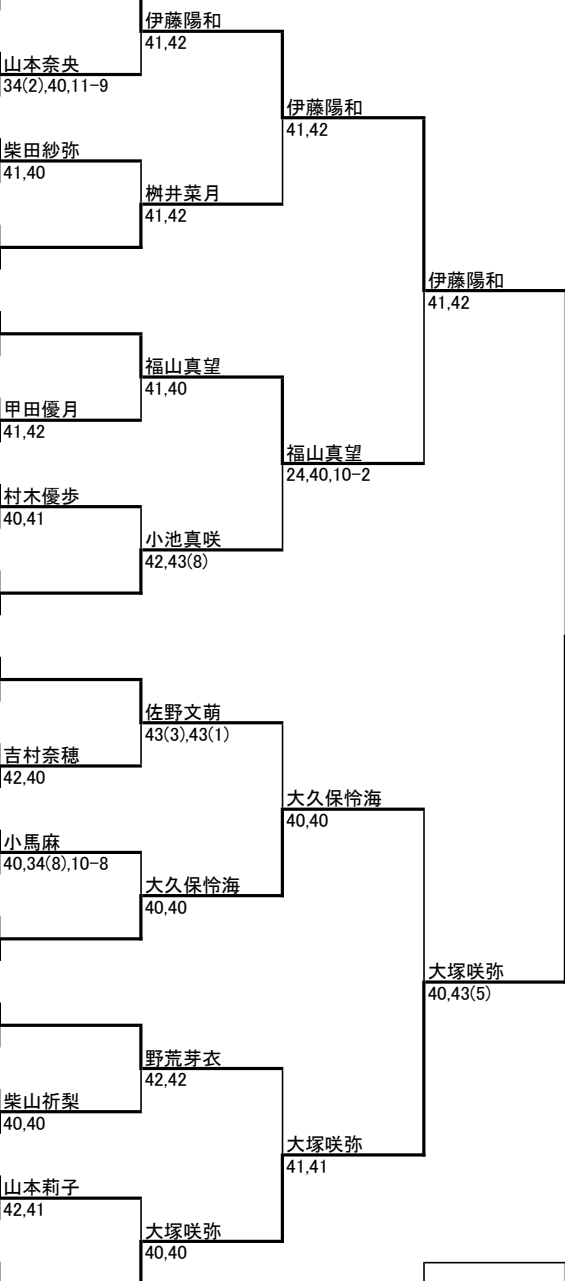 伊藤陽和
41,42
山本奈央
34(2),40,11-9
伊藤陽和
41,42
柴田紗弥
41,40
桝井菜月
41,42
伊藤陽和
41,42
福山真望
41,40
甲田優月
41,42
福山真望
24,40,10-2
村木優歩
40,41
小池真咲
42,43(8)
佐野文萌
43(3),43(1)
吉村奈穂
42,40
大久保怜海
40,40
小馬麻
40,34(8),10-8
大久保怜海
40,40
大塚咲弥
40,43(5)
野荒芽衣
42,42
柴山祈梨
40,40
大塚咲弥
41,41
山本莉子
42,41
大塚咲弥
40,40